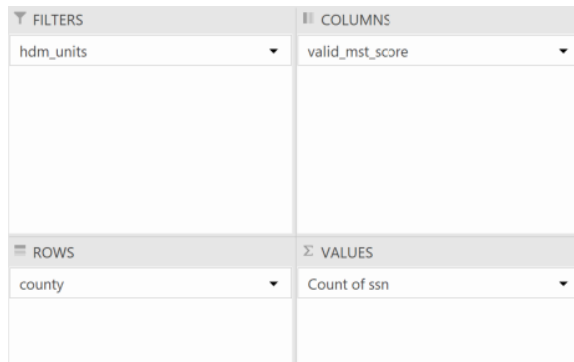 FILTERS
COLUMNS
hdm_units
valid_mst_score
ROWS
Σ VALUES
county
Count of ssn